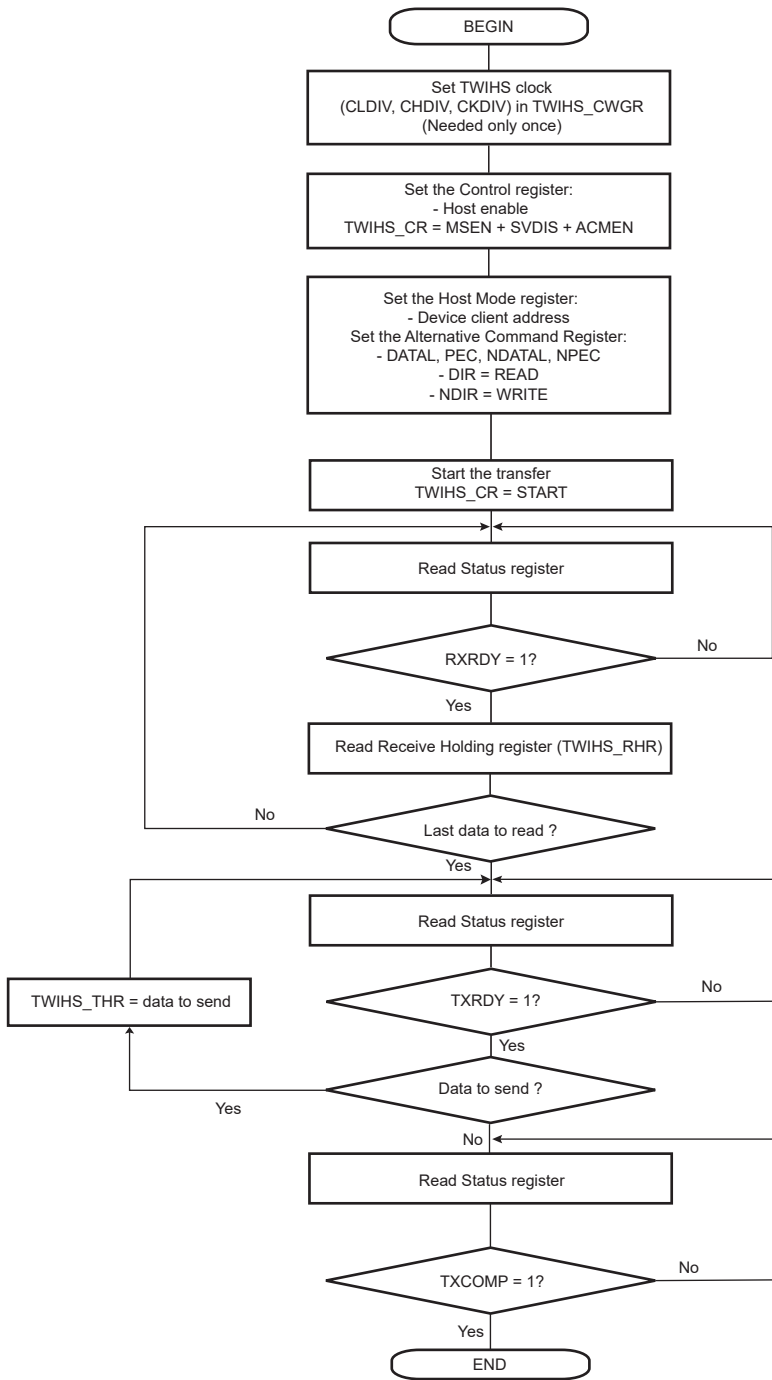 BEGIN
Set TWIHS clock
(CLDIV, CHDIV, CKDIV) in TWIHS_CWGR
(Needed only once)
Set the Control register:
- Host enable
TWIHS_CR = MSEN + SVDIS + ACMEN
Set the Host Mode register:
- Device client address
Set the Alternative Command Register:
- DATAL, PEC, NDATAL, NPEC
- DIR = READ
- NDIR = WRITE
Start the transfer
TWIHS_CR = START
Read Status register
RXRDY = 1?
No
Yes
Read Receive Holding register (TWIHS_RHR)
No
Last data to read ?
Yes
Read Status register
TWIHS_THR = data to send
TXRDY = 1?
No
Yes
Data to send ?
Yes
No
Read Status register
TXCOMP = 1?
No
Yes
END